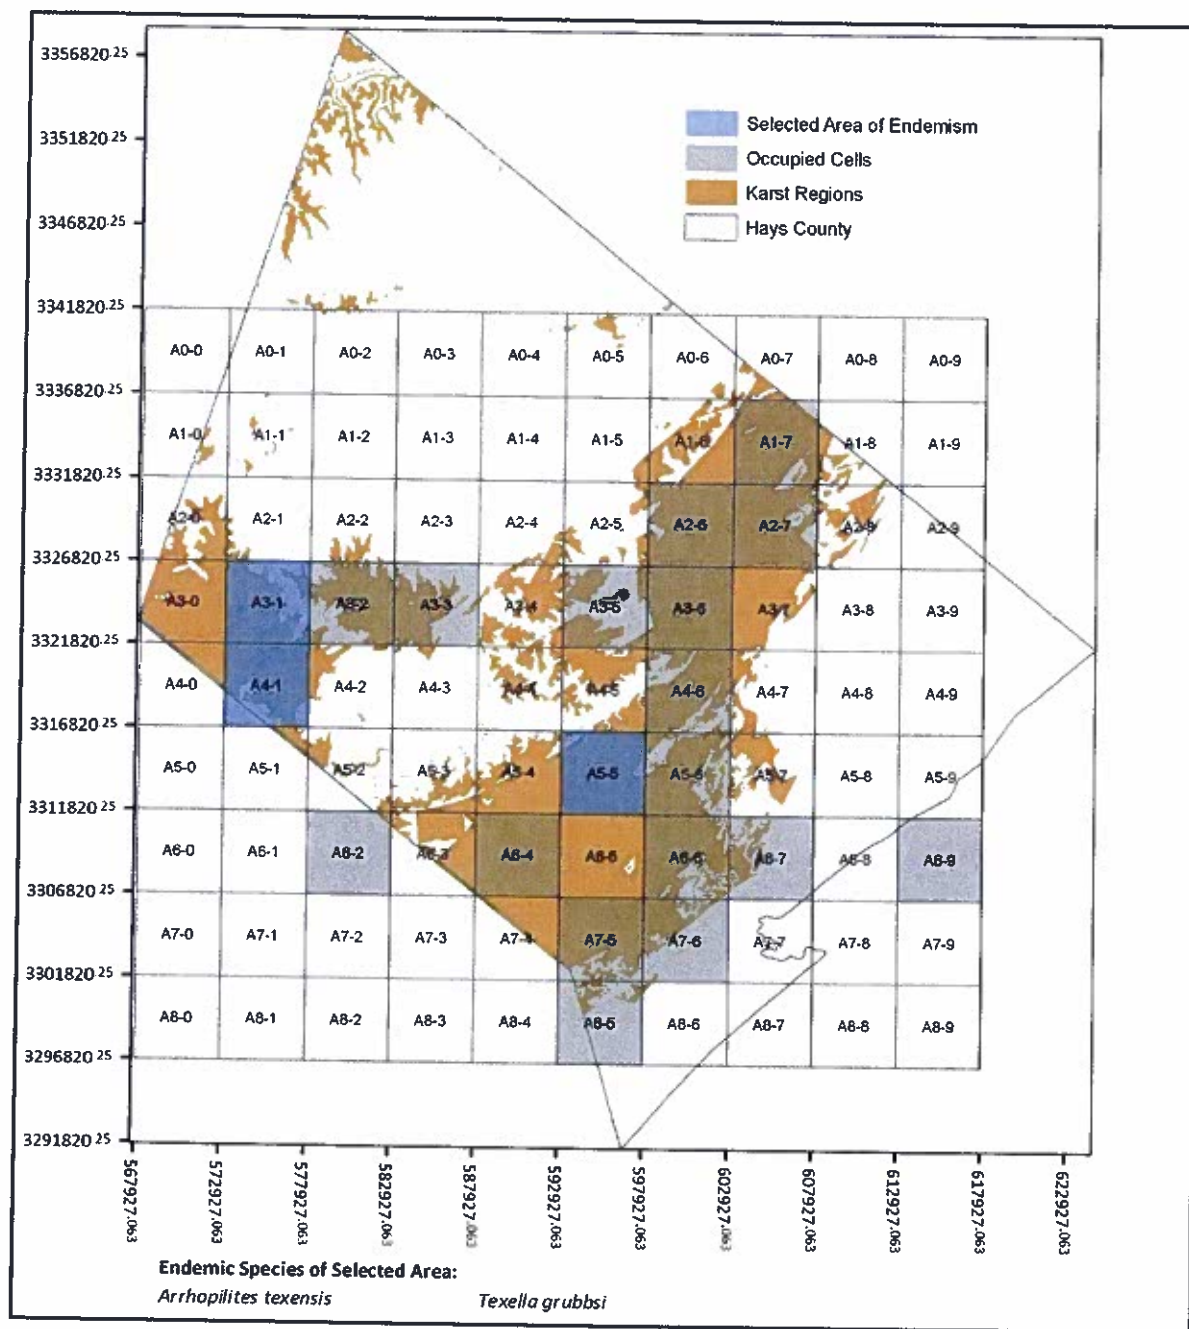 3356820.25
3351820.25
Selected Area of Endemism
Occupied Cells
Karst Regions
3346820.25
Hays County
3341820.25
A0-0 A0-1 A0-2 A0-3 A0-4 A0-5 A0-6 A0-7 A0-8 A0-9
3336820.25
A1-0 A1-1 A1-2 A1-3 A1-4 A1-5 A1-6 A1-7 A1-8 A1-9
3331820.25
A2-0 A2-1 A2-2 A2-3 A2-4 A2-5 A2-6 A2-7 A2-8 A2-9
3326820.25
A3-0 A3-1 A3-2 A3-3 A3-4 A3-5 A3-6 A3-7 A3-8 A3-9
3321820.25
A4-0 A4-1 A4-2 A4-3 A4-4 A4-5 A4-6 A4-7 A4-8 A4-9
3316820.25
A5-0 A5-1 A5-2 A5-3 A5-4 A5-5 A5-6 A5-7 A5-8 A5-9
3311820.25
A6-0 A6-1 A6-2 A6-3 A6-4 A6-5 A6-6 A6-7 A6-8 A6-9
3306820.25
A7-0 A7-1 A7-2 A7-3 A7-4 A7-5 A7-6 A7-7 A7-8 A7-9
3301820.25
A8-0 A8-1 A8-2 A8-3 A8-4 A8-5 A8-6 A8-7 A8-8 A8-9
3296820.25
3291820.25
567927.063
572927.063
577927.063
582927.063
587927.063
592927.063
597927.063
602927.063
607927.063
612927.063
617927.063
622927.063
Endemic Species of Selected Area:
Arrhopilites texensis Texella grubbsi